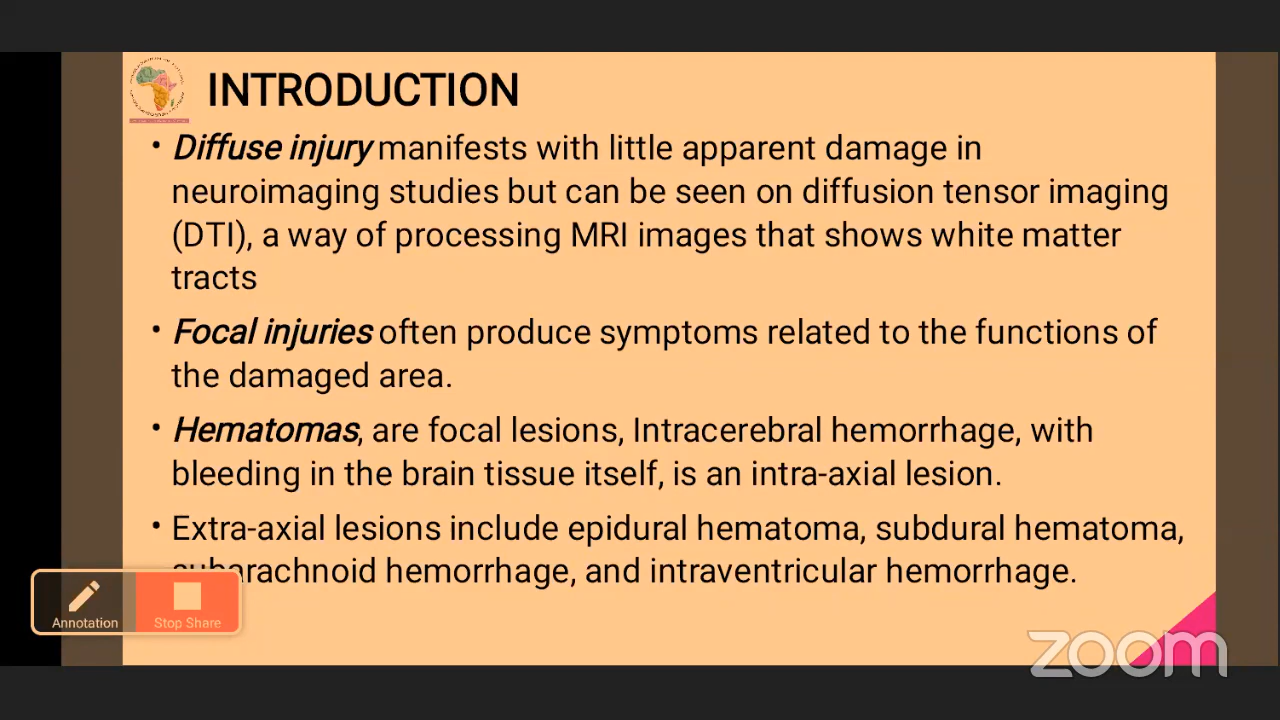 INTRODUCTION
• Diffuse injury manifests with little apparent damage in
neuroimaging studies but can be seen on diffusion tensor imaging
(DTI), a way of processing MRI images that shows white matter
tracts
• Focal injuries often produce symptoms related to the functions of
the damaged area.
• Hematomas, are focal lesions, Intracerebral hemorrhage, with
bleeding in the brain tissue itself, is an intra-axial lesion.
• Extra-axial lesions include epidural hematoma, subdural hematoma,
subarachnoid hemorrhage, and intraventricular hemorrhage.
Annotation
Stop Share
zoom